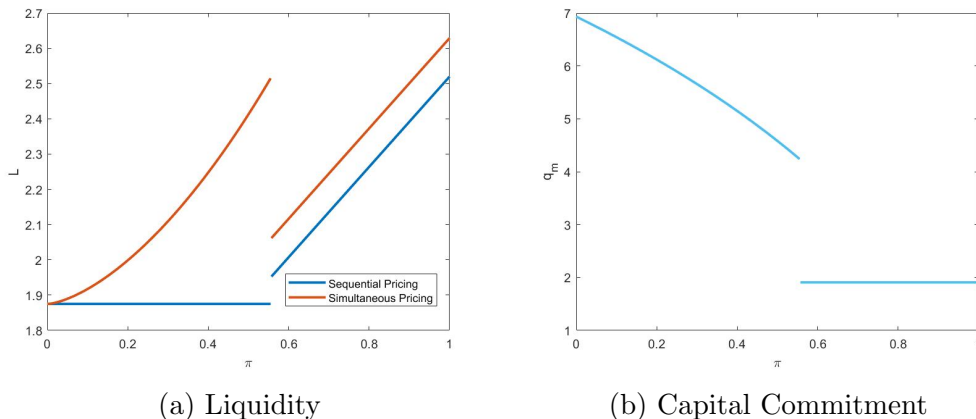 2.7
2.6
2.5
2.4
2.3
2.2
2.1
2
1.9
1.8
L
0 0.2 0.4 0.6 0.8 1
π
Sequential Pricing
Simultaneous Pricing
(a) Liquidity
7
6
5
4
3
2
1
q_m
0 0.2 0.4 0.6 0.8 1
π
(b) Capital Commitment